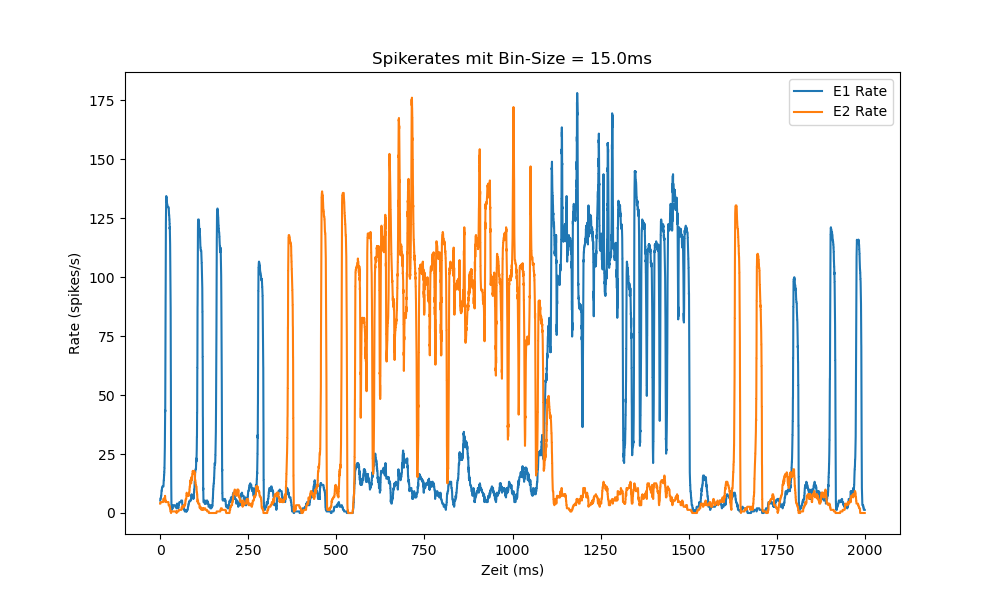 Spikerates mit Bin-Size = 15.0ms
E1 Rate
E2 Rate
Rate (spikes/s)
175
150
125
100
75
50
25
0
0 250 500 750 1000 1250 1500 1750 2000
Zeit (ms)